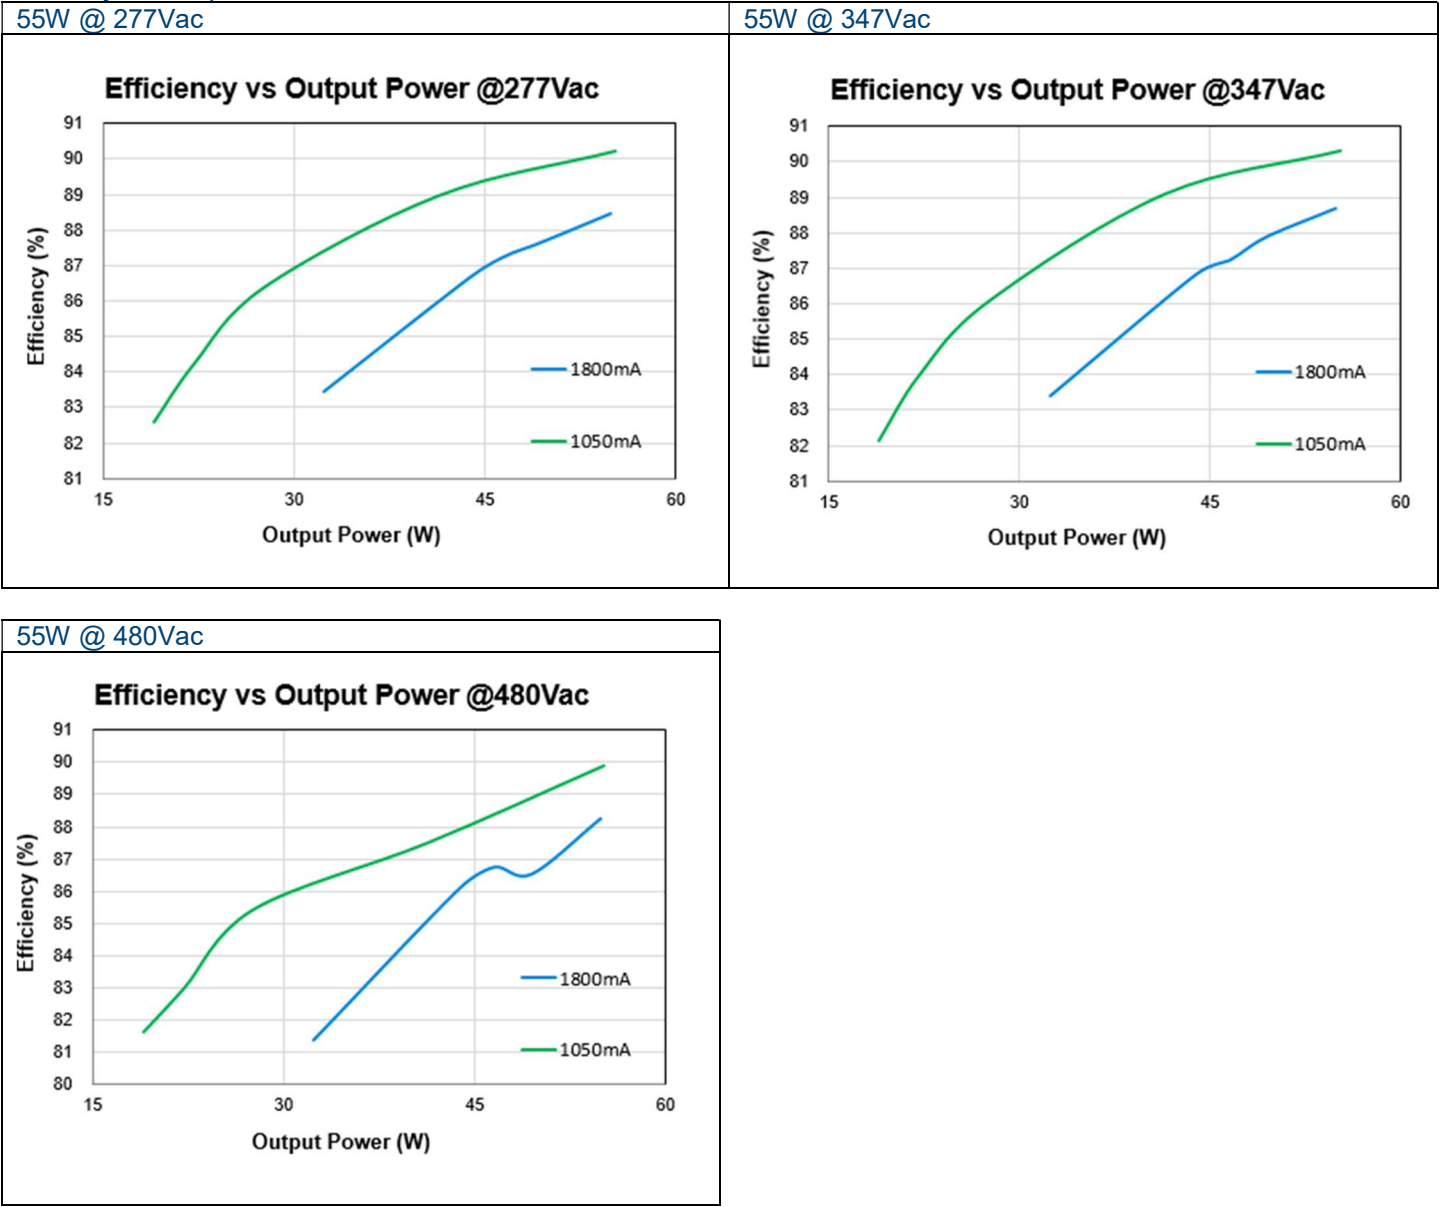 55W @ 277Vac
Efficiency vs Output Power @277Vac
91
90
89
88
87
86
85
84
83
82
81
Efficiency (%)
1800mA
1050mA
15 30 45 60
Output Power (W)
55W @ 347Vac
Efficiency vs Output Power @347Vac
91
90
89
88
87
86
85
84
83
82
81
Efficiency (%)
1800mA
1050mA
15 30 45 60
Output Power (W)
55W @ 480Vac
Efficiency vs Output Power @480Vac
91
90
89
88
87
86
85
84
83
82
81
80
Efficiency (%)
1800mA
1050mA
15 30 45 60
Output Power (W)